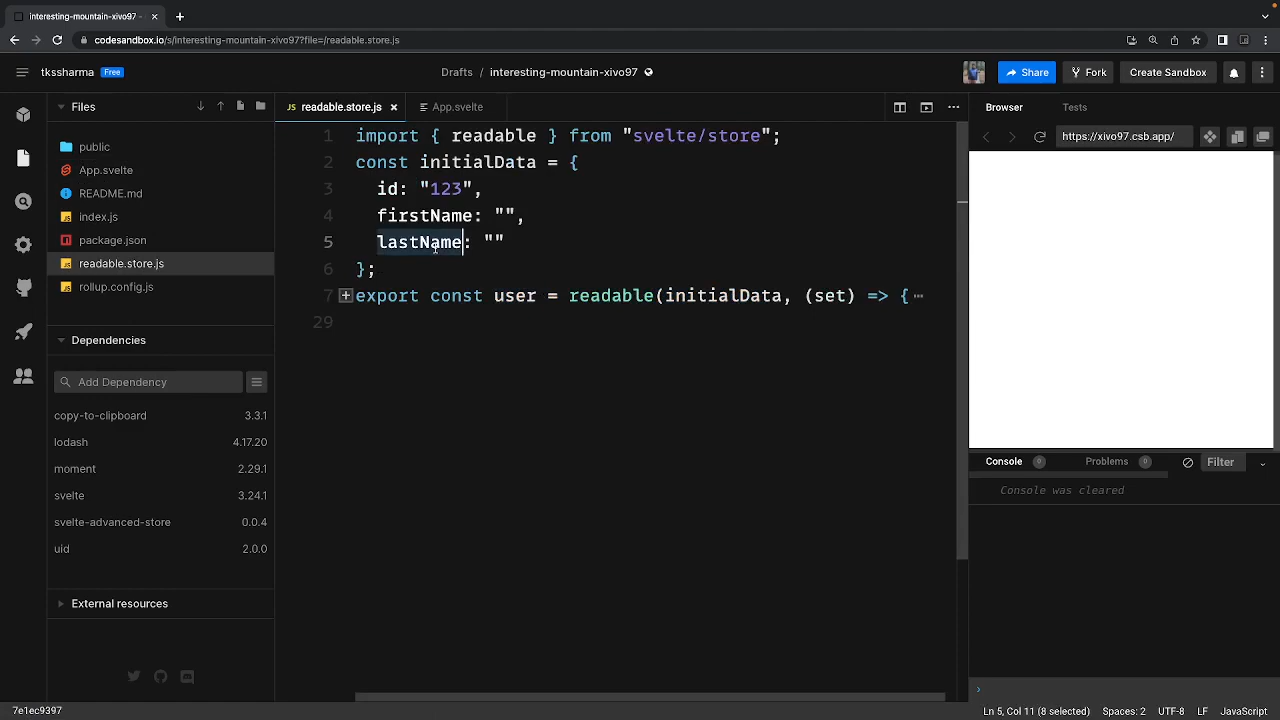 interesting-mountain-xivo97 -
codesandbox.io/s/interesting-mountain-xivo97?file=/readable.store.js
tkssharma Free
Drafts / interesting-mountain-xivo97
Share Fork Create Sandbox
Files
public
App.svelte
README.md
index.js
package.json
readable.store.js
rollup.config.js
Dependencies
Add Dependency
copy-to-clipboard 3.3.1
lodash 4.17.20
moment 2.29.1
svelte 3.24.1
svelte-advanced-store 0.0.4
uid 2.0.0
External resources
JS readable.store.js App.svelte
1 import { readable } from "svelte/store";
2 const initialData = {
3 id: "123",
4 firstName: "",
5 lastName: ""
6 };
7 export const user = readable(initialData, (set) => {
29
Browser Tests
https://xivo97.csb.app/
Console 0 Problems 0 Filter
Console was cleared
7e1ec9397
Ln 5, Col 11 (8 selected) Spaces: 2 UTF-8 LF JavaScript